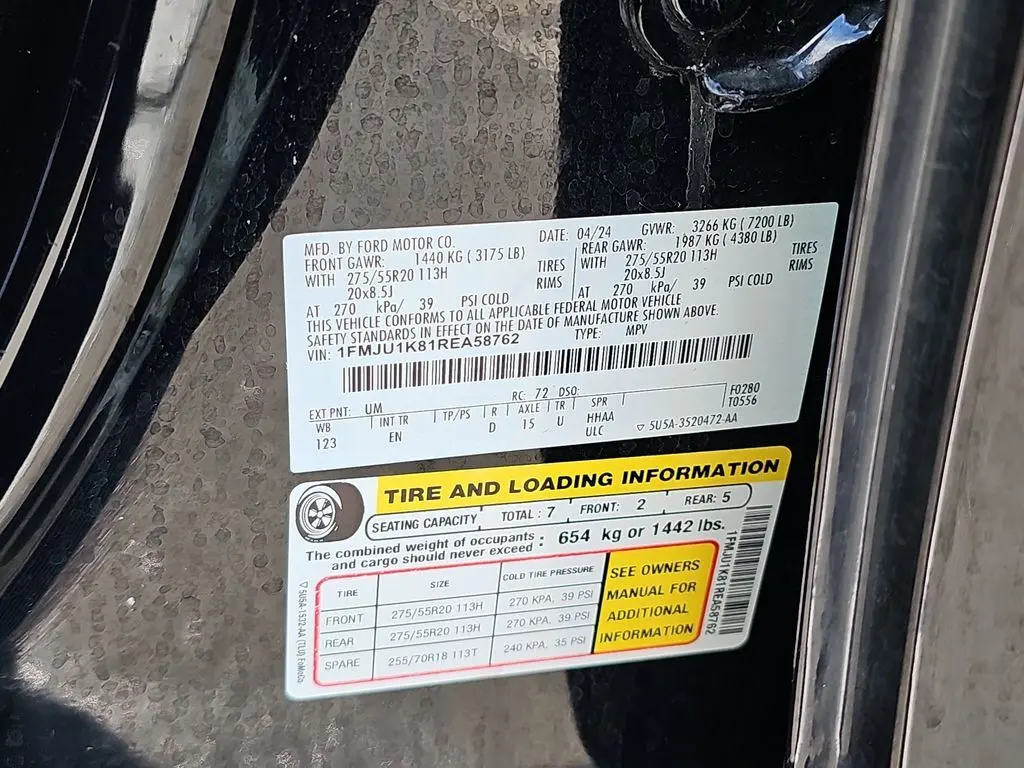 MFD. BY FORD MOTOR CO.
DATE: 04/24 GVWR: 3266 KG ( 7200 LB)
FRONT GAWR: 1440 KG ( 3175 LB)
REAR GAWR: 1987 KG ( 4380 LB)
WITH 275/55R20 113H TIRES
WITH 275/55R20 113H TIRES
20x8.5J RIMS
20x8.5J RIMS
AT 270 kPa/ 39 PSI COLD
AT 270 kPa/ 39 PSI COLD
THIS VEHICLE CONFORMS TO ALL APPLICABLE FEDERAL MOTOR VEHICLE
SAFETY STANDARDS IN EFFECT ON THE DATE OF MANUFACTURE SHOWN ABOVE.
VIN: 1FMJU1K81REA58762 TYPE: MPV
EXT PNT: UM RC: 72 DSO: F0280
WB INT TR TP/PS R AXLE TR SPR T0556
123 EN D 15 U HHAA
ULC ▽ 5U5A-3520472-AA
TIRE AND LOADING INFORMATION
SEATING CAPACITY TOTAL : 7 FRONT: 2 REAR: 5
The combined weight of occupants and cargo should never exceed : 654 kg or 1442 lbs.
TIRE SIZE COLD TIRE PRESSURE
FRONT 275/55R20 113H 270 KPA, 39 PSI
REAR 275/55R20 113H 270 KPA, 39 PSI
SPARE 255/70R18 113T 240 KPA, 35 PSI
SEE OWNERS
MANUAL FOR
ADDITIONAL
INFORMATION
1FMJU1K81REA58762
▽ 5U5A-1532-AA (TLU) FoMoCo